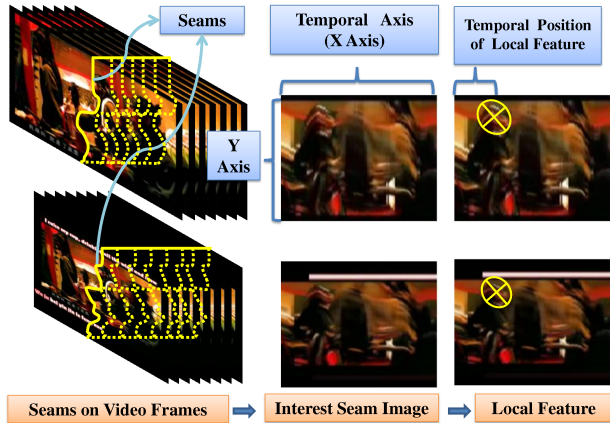 Seams
Temporal Axis
(X Axis)
Temporal Position
of Local Feature
Y
Axis
Seams on Video Frames
Interest Seam Image
Local Feature